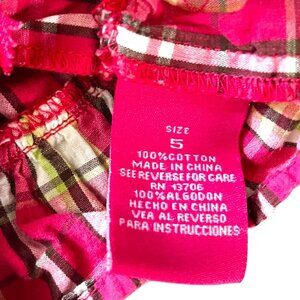 SIZE
5
100%COTTON
MADE IN CHINA
SEE REVERSE FOR CARE
RN 13706
100%ALGODON
HECHO EN CHINA
VEA AL REVERSO
PARA INSTRUCCIONES